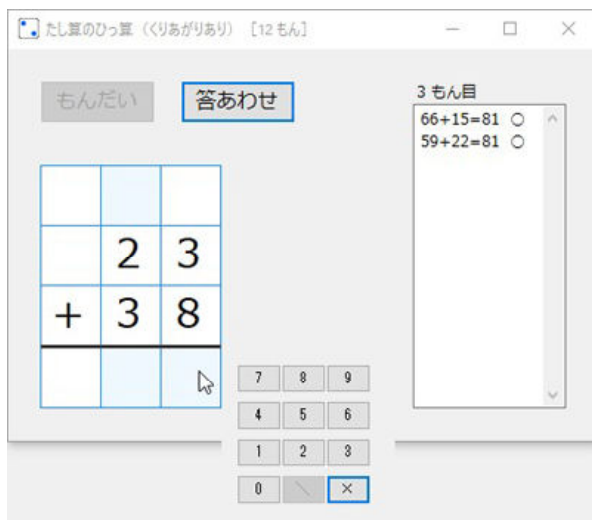 たし算のひっ算（くりあがりあり） ［12もん］
もんだい 答あわせ
3 もん目
66+15=81 ○
59+22=81 ○
2 3
+ 3 8
7 8 9
4 5 6
1 2 3
0 ＼ ×